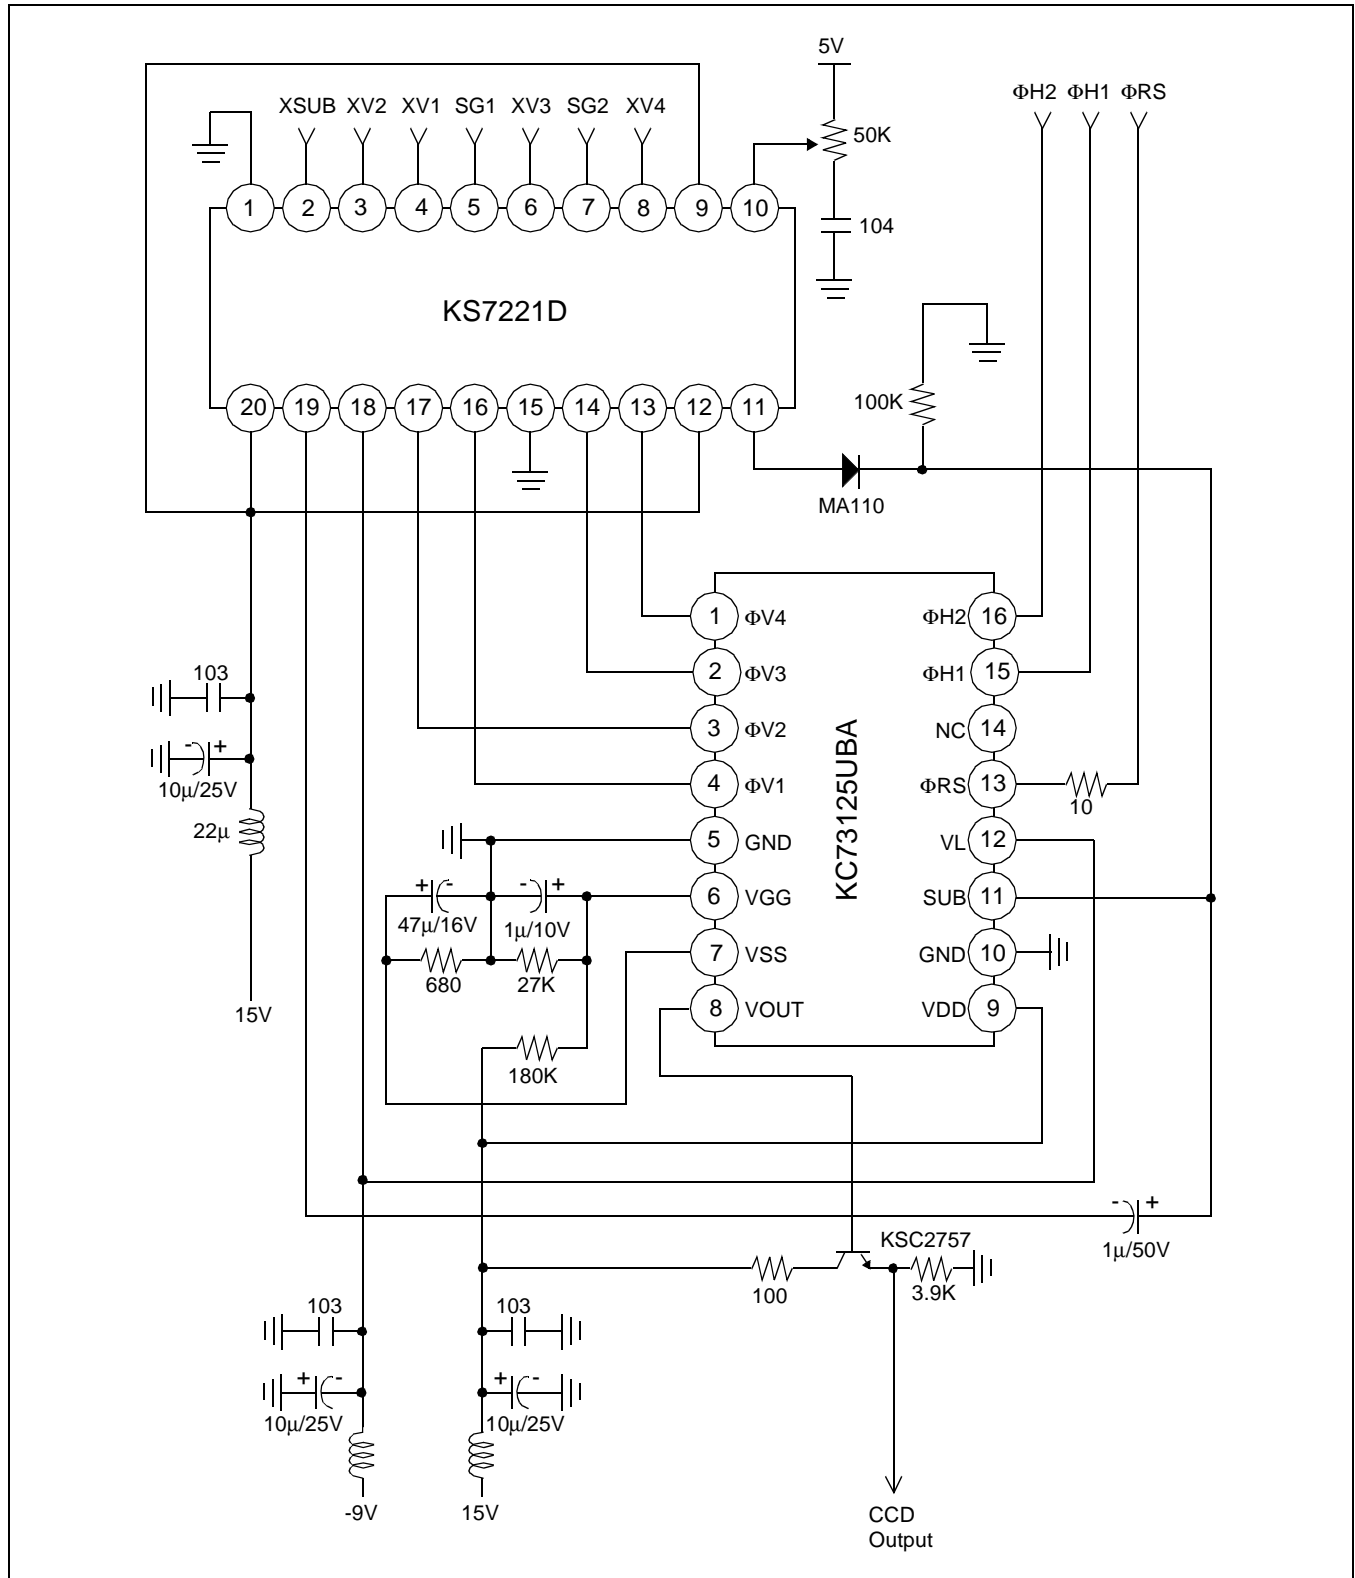 5V
ΦH2 ΦH1 ΦRS
XSUB XV2 XV1 SG1 XV3 SG2 XV4
50K
1 2 3 4 5 6 7 8 9 10
104
KS7221D
100K
20 19 18 17 16 15 14 13 12 11
MA110
1 ΦV4 ΦH2 16
2 ΦV3 ΦH1 15
3 ΦV2 NC 14
4 ΦV1 ΦRS 13
5 GND VL 12
6 VGG SUB 11
7 VSS GND 10
8 VOUT VDD 9
KC73125UBA
10
103
- +
10μ/25V
22μ
15V
+ - - +
47μ/16V 1μ/10V
680 27K
180K
- +
1μ/50V
KSC2757
100 3.9K
103 103
+ - + -
10μ/25V 10μ/25V
-9V 15V
CCD
Output